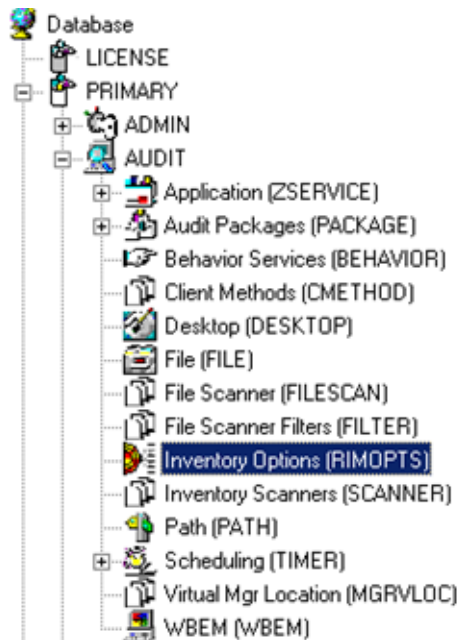 Database
LICENSE
PRIMARY
ADMIN
AUDIT
Application (ZSERVICE)
Audit Packages (PACKAGE)
Behavior Services (BEHAVIOR)
Client Methods (CMETHOD)
Desktop (DESKTOP)
File (FILE)
File Scanner (FILESCAN)
File Scanner Filters (FILTER)
Inventory Options (RIMOPTS)
Inventory Scanners (SCANNER)
Path (PATH)
Scheduling (TIMER)
Virtual Mgr Location (MGRVLOC)
WBEM (WBEM)